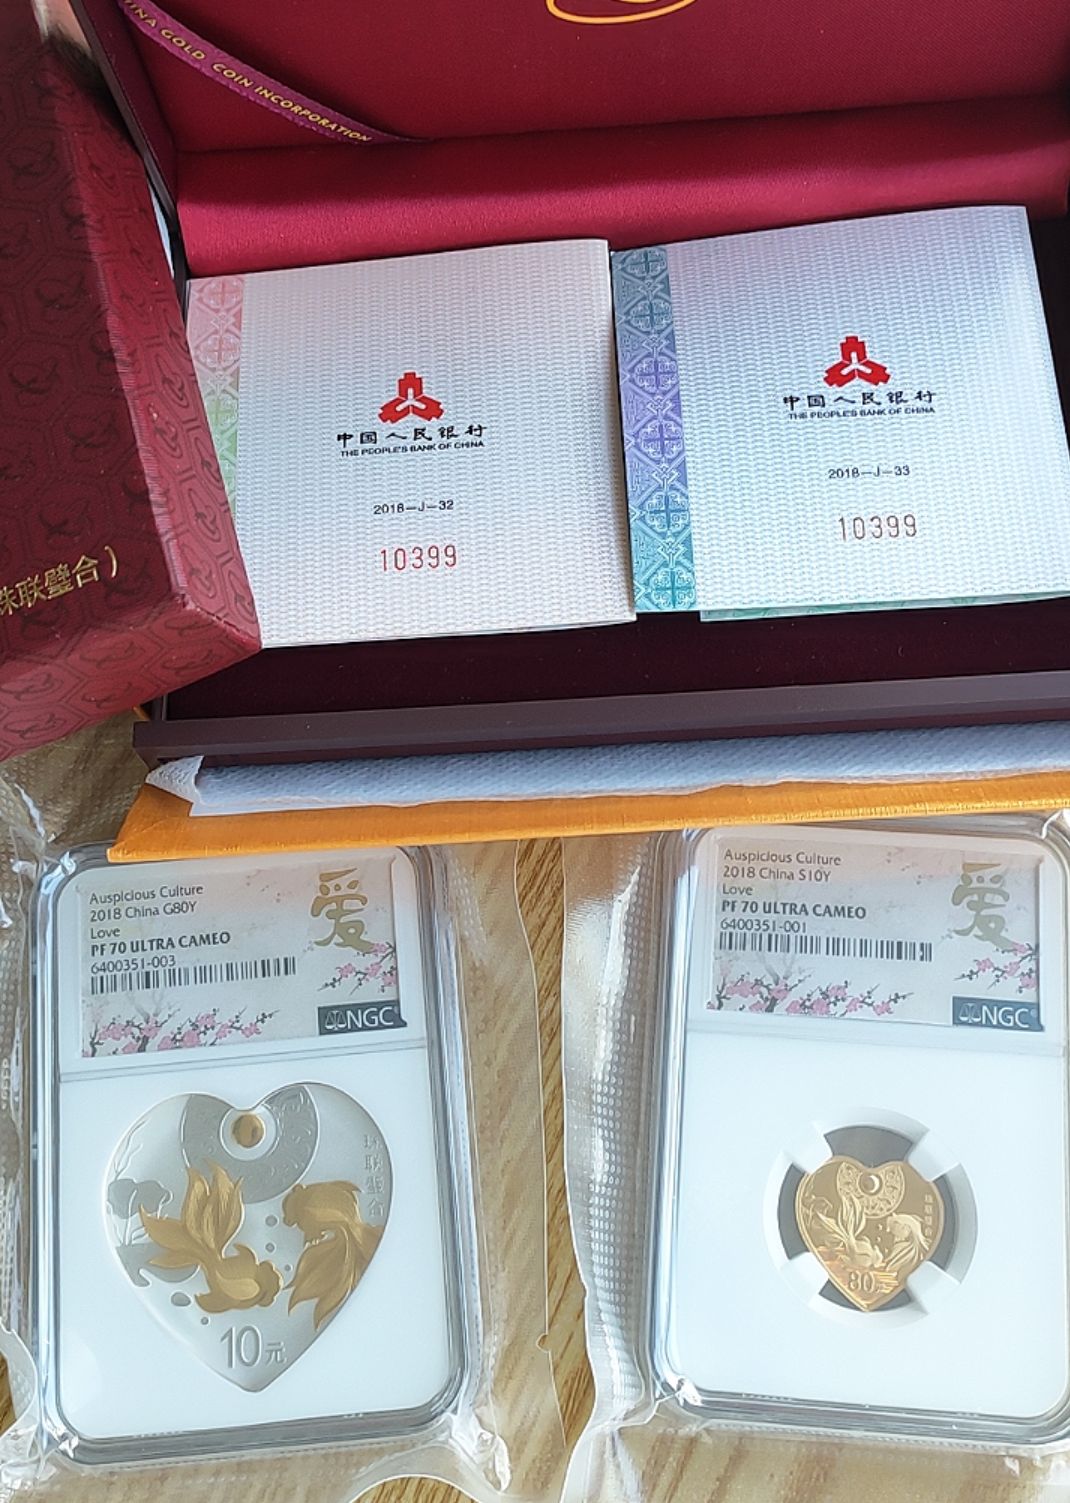 INA GOLD COIN INCORPORATION
中国人民银行
THE PEOPLE'S BANK OF CHINA
2018-J-32
10399
中国人民银行
THE PEOPLE'S BANK OF CHINA
2018-J-33
10399
珠联璧合)
Auspicious Culture
2018 China G80Y
Love
PF 70 ULTRA CAMEO
6400351-003
爱
NGC
珠联璧合
10元
Auspicious Culture
2018 China S10Y
Love
PF 70 ULTRA CAMEO
6400351-001
爱
NGC
80